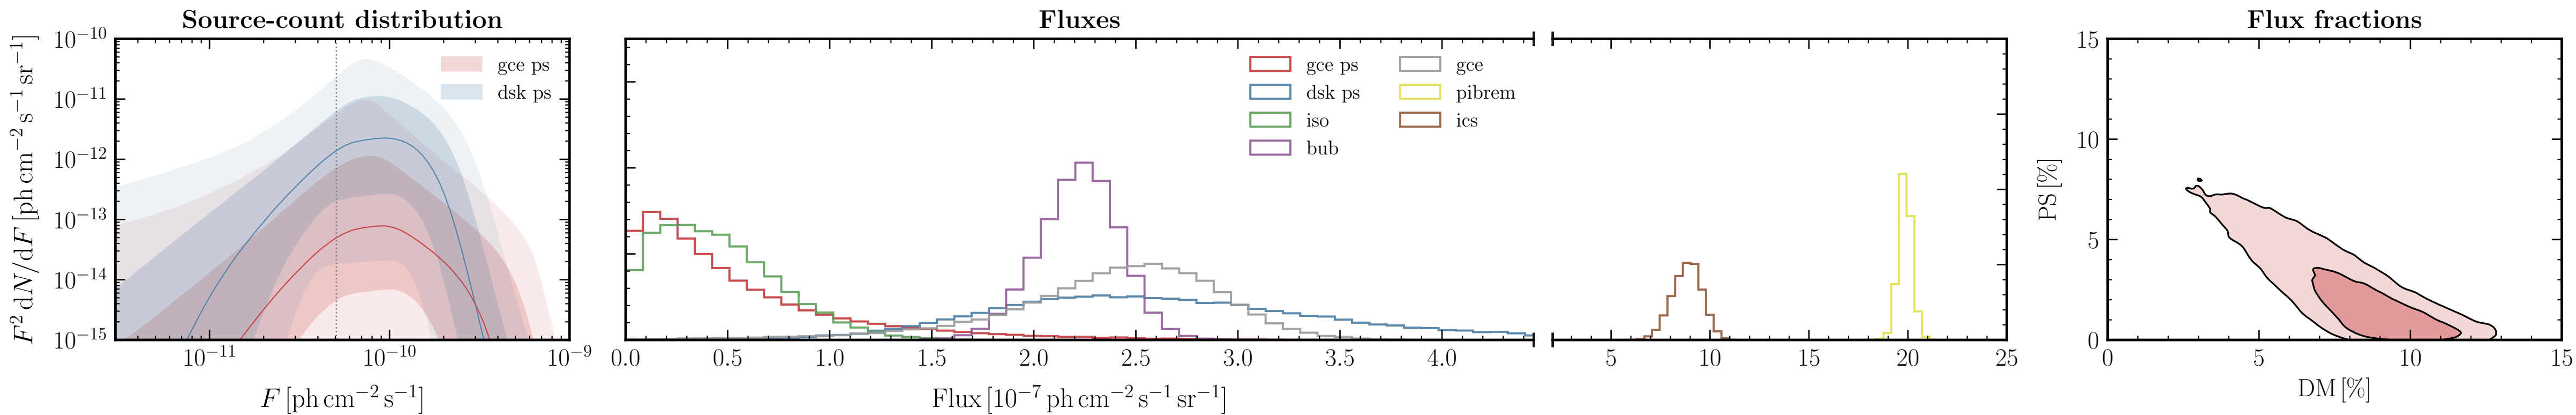 Source-count distribution
F² dN/dF [ph cm⁻² s⁻¹ sr⁻¹]
10⁻¹⁰
10⁻¹¹
10⁻¹²
10⁻¹³
10⁻¹⁴
10⁻¹⁵
gce ps
dsk ps
10⁻¹¹ 10⁻¹⁰ 10⁻⁹
F [ph cm⁻² s⁻¹]
Fluxes
gce ps
dsk ps
iso
bub
gce
pibrem
ics
0.0 0.5 1.0 1.5 2.0 2.5 3.0 3.5 4.0
5 10 15 20 25
Flux [10⁻⁷ ph cm⁻² s⁻¹ sr⁻¹]
Flux fractions
PS [%]
15
10
5
0
0 5 10 15
DM [%]